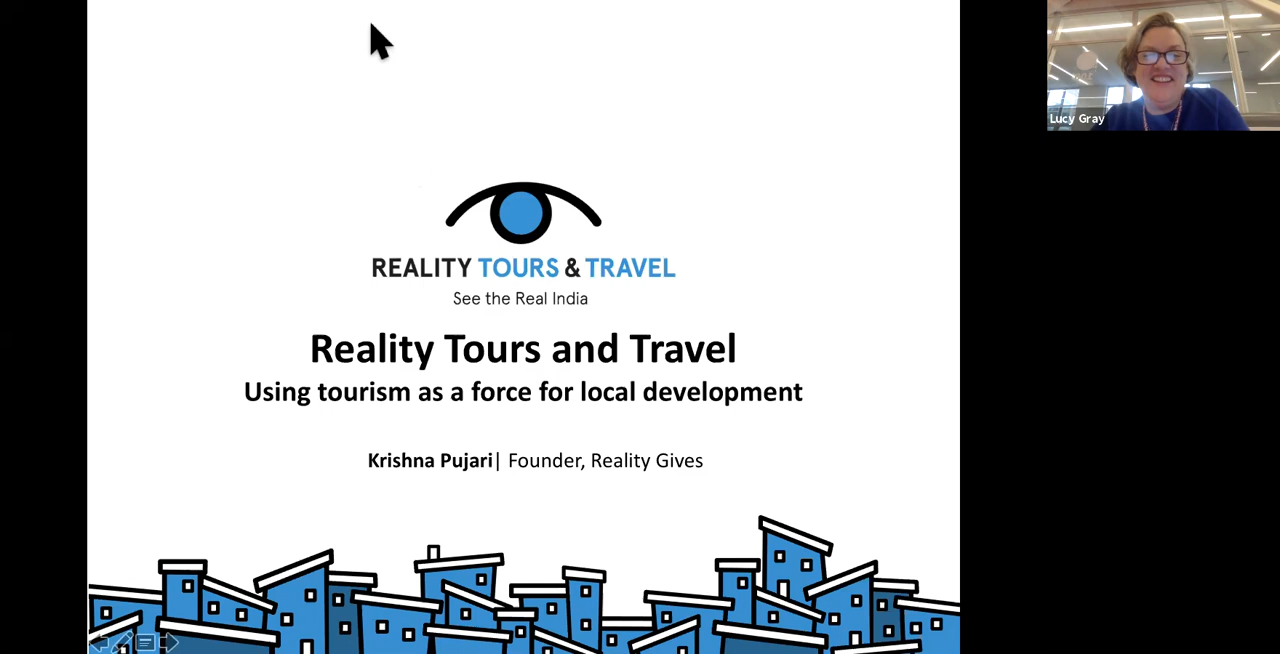 REALITY TOURS & TRAVEL
See the Real India
Reality Tours and Travel
Using tourism as a force for local development
Krishna Pujari| Founder, Reality Gives
Lucy Gray